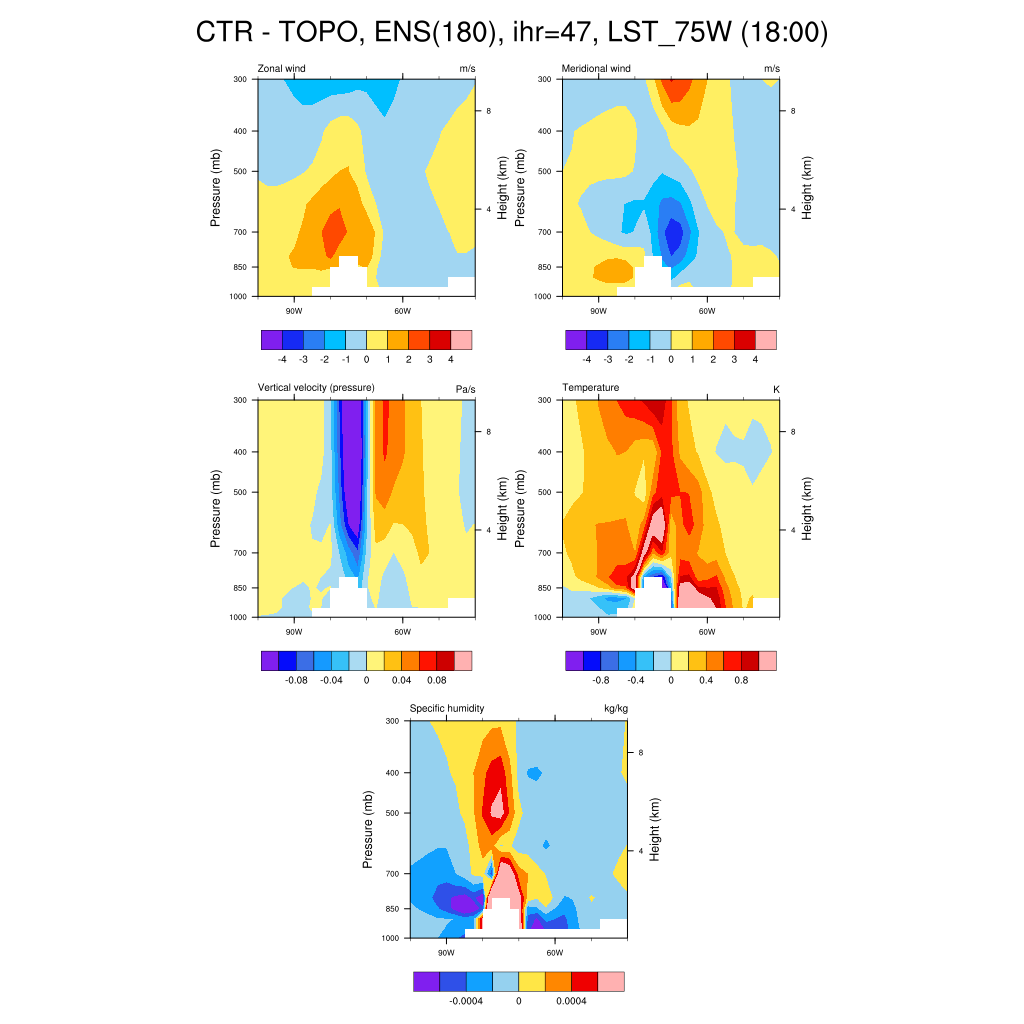 CTR - TOPO, ENS(180), ihr=47, LST_75W (18:00)
Zonal wind m/s
Pressure (mb)
Height (km)
300
400
500
700
850
1000
8
4
90W 60W
-4 -3 -2 -1 0 1 2 3 4
Meridional wind m/s
Pressure (mb)
Height (km)
300
400
500
700
850
1000
8
4
90W 60W
-4 -3 -2 -1 0 1 2 3 4
Vertical velocity (pressure) Pa/s
Pressure (mb)
Height (km)
300
400
500
700
850
1000
8
4
90W 60W
-0.08 -0.04 0 0.04 0.08
Temperature K
Pressure (mb)
Height (km)
300
400
500
700
850
1000
8
4
90W 60W
-0.8 -0.4 0 0.4 0.8
Specific humidity kg/kg
Pressure (mb)
Height (km)
300
400
500
700
850
1000
8
4
90W 60W
-0.0004 0 0.0004